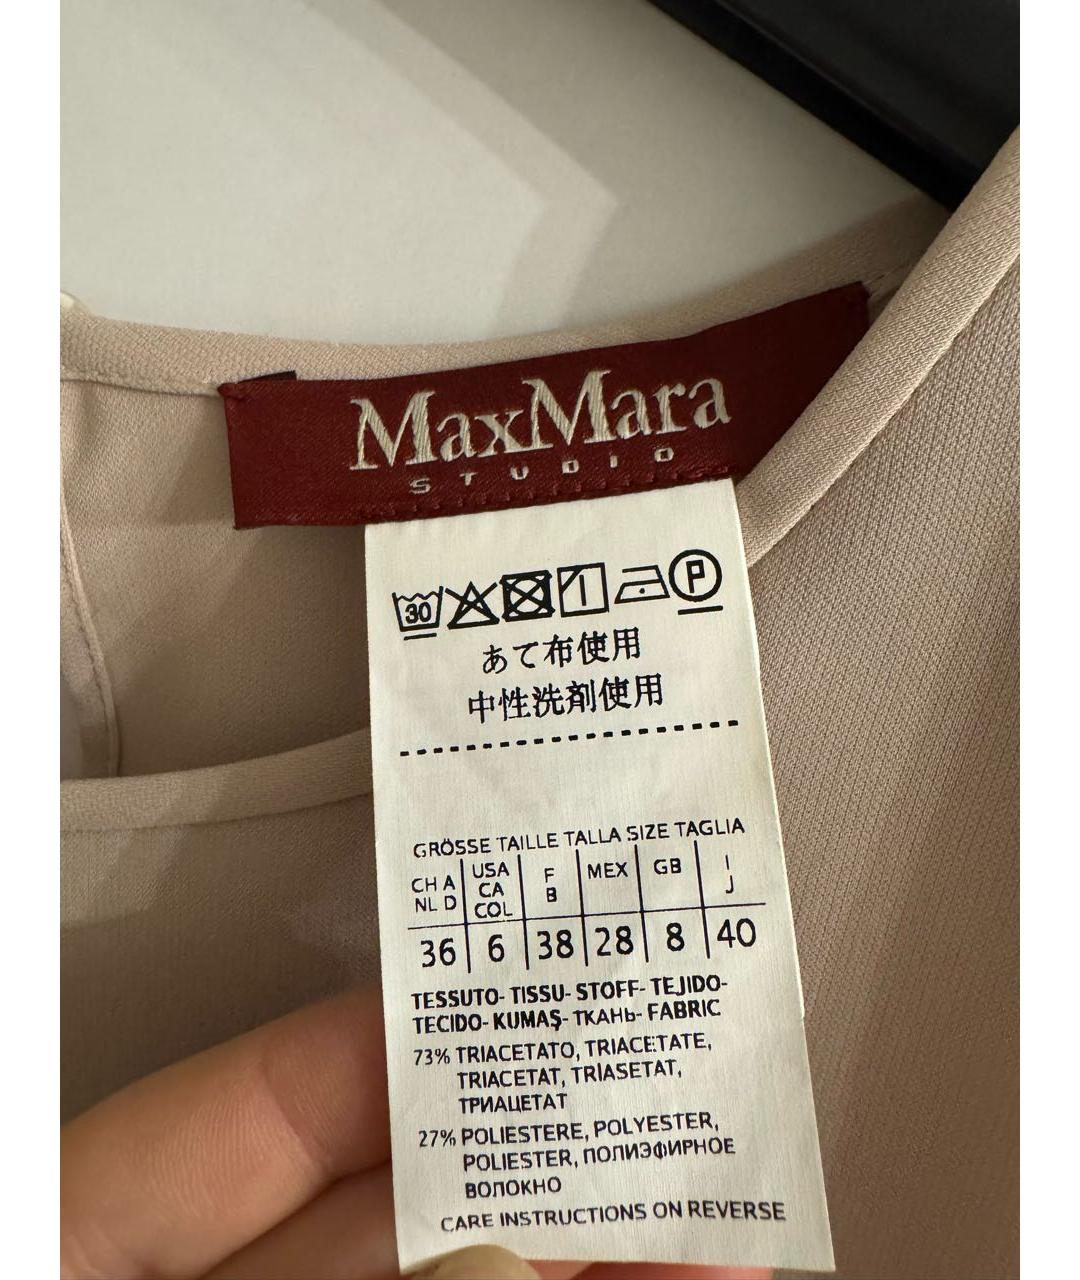 MaxMara
STUDIO
30 P
あて布使用
中性洗剤使用
GRÖSSE TAILLE TALLA SIZE TAGLIA
CH A NL D USA CA COL F B MEX GB I J
36 6 38 28 8 40
TESSUTO- TISSU- STOFF- TEJIDO-
TECIDO- KUMAŞ- ТКАНЬ- FABRIC
73% TRIACETATO, TRIACETATE,
TRIACETAT, TRİASETAT,
ТРИАЦЕТАТ
27% POLIESTERE, POLYESTER,
POLIESTER, ПОЛИЭФИРНОЕ
ВОЛОКНО
CARE INSTRUCTIONS ON REVERSE